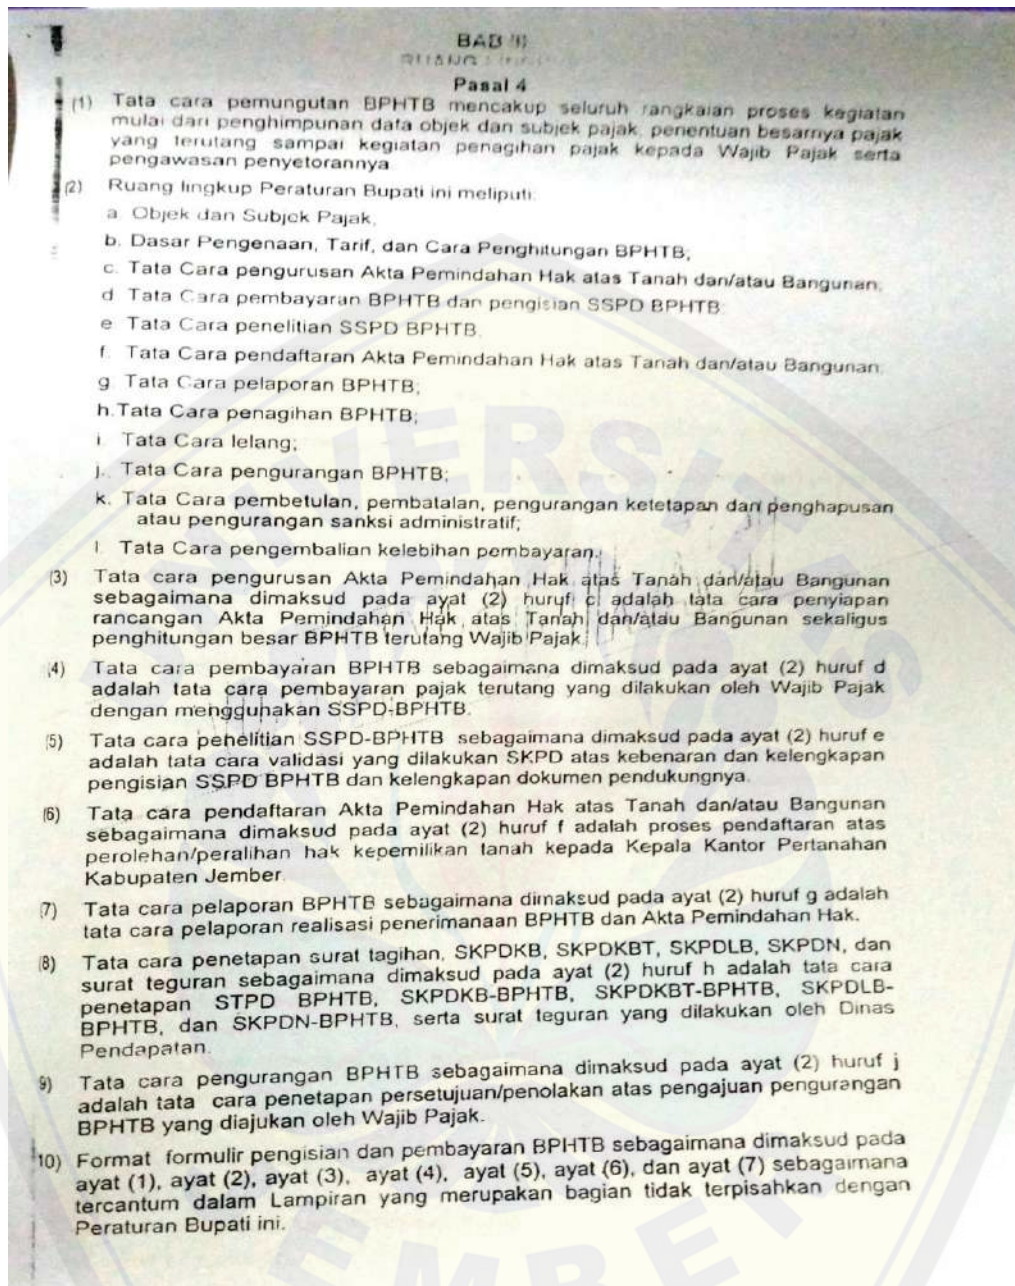 BAB III
RUANG LINGKUP
Pasal 4
(1) Tata cara pemungutan BPHTB mencakup seluruh rangkaian proses kegiatan
mulai dari penghimpunan data objek dan subjek pajak, penentuan besarnya pajak
yang terutang sampai kegiatan penagihan pajak kepada Wajib Pajak serta
pengawasan penyetorannya
(2) Ruang lingkup Peraturan Bupati ini meliputi:
a. Objek dan Subjek Pajak;
b. Dasar Pengenaan, Tarif, dan Cara Penghitungan BPHTB;
c. Tata Cara pengurusan Akta Pemindahan Hak atas Tanah dan/atau Bangunan;
d Tata Cara pembayaran BPHTB dan pengisian SSPD BPHTB
e Tata Cara penelitian SSPD BPHTB.
f. Tata Cara pendaftaran Akta Pemindahan Hak atas Tanah dan/atau Bangunan;
g Tata Cara pelaporan BPHTB;
h.Tata Cara penagihan BPHTB;
i Tata Cara lelang;
j. Tata Cara pengurangan BPHTB;
k. Tata Cara pembetulan, pembatalan, pengurangan ketetapan dan penghapusan
atau pengurangan sanksi administratif;
l Tata Cara pengembalian kelebihan pembayaran.
(3) Tata cara pengurusan Akta Pemindahan Hak atas Tanah dan/atau Bangunan
sebagaimana dimaksud pada ayat (2) huruf c adalah tata cara penyiapan
rancangan Akta Pemindahan Hak atas Tanah dan/atau Bangunan sekaligus
penghitungan besar BPHTB terutang Wajib Pajak.
(4) Tata cara pembayaran BPHTB sebagaimana dimaksud pada ayat (2) huruf d
adalah tata cara pembayaran pajak terutang yang dilakukan oleh Wajib Pajak
dengan menggunakan SSPD-BPHTB.
(5) Tata cara penelitian SSPD-BPHTB sebagaimana dimaksud pada ayat (2) huruf e
adalah tata cara validasi yang dilakukan SKPD atas kebenaran dan kelengkapan
pengisian SSPD BPHTB dan kelengkapan dokumen pendukungnya.
(6) Tata cara pendaftaran Akta Pemindahan Hak atas Tanah dan/atau Bangunan
sebagaimana dimaksud pada ayat (2) huruf f adalah proses pendaftaran atas
perolehan/peralihan hak kepemilikan tanah kepada Kepala Kantor Pertanahan
Kabupaten Jember.
(7) Tata cara pelaporan BPHTB sebagaimana dimaksud pada ayat (2) huruf g adalah
tata cara pelaporan realisasi penerimanaan BPHTB dan Akta Pemindahan Hak.
(8) Tata cara penetapan surat tagihan, SKPDKB, SKPDKBT, SKPDLB, SKPDN, dan
surat teguran sebagaimana dimaksud pada ayat (2) huruf h adalah tata cara
penetapan STPD BPHTB, SKPDKB-BPHTB, SKPDKBT-BPHTB, SKPDLB-
BPHTB, dan SKPDN-BPHTB, serta surat teguran yang dilakukan oleh Dinas
Pendapatan.
9) Tata cara pengurangan BPHTB sebagaimana dimaksud pada ayat (2) huruf j
adalah tata cara penetapan persetujuan/penolakan atas pengajuan pengurangan
BPHTB yang diajukan oleh Wajib Pajak.
10) Format formulir pengisian dan pembayaran BPHTB sebagaimana dimaksud pada
ayat (1), ayat (2), ayat (3), ayat (4), ayat (5), ayat (6), dan ayat (7) sebagaimana
tercantum dalam Lampiran yang merupakan bagian tidak terpisahkan dengan
Peraturan Bupati ini.